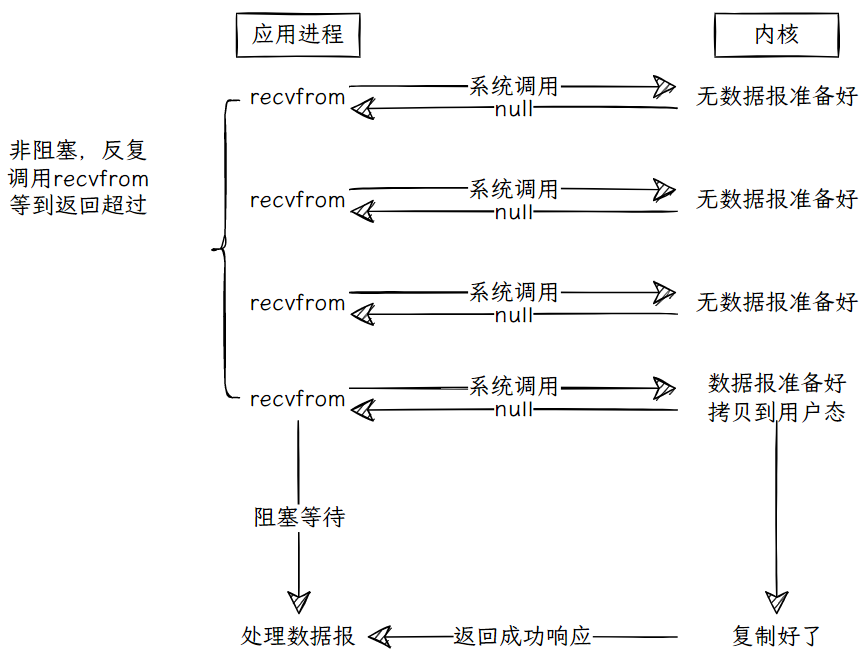 应用进程
内核
非阻塞，反复
调用recvfrom
等到返回超过
recvfrom
系统调用
null
无数据报准备好
recvfrom
系统调用
null
无数据报准备好
recvfrom
系统调用
null
无数据报准备好
recvfrom
系统调用
null
数据报准备好
拷贝到用户态
阻塞等待
处理数据报
返回成功响应
复制好了